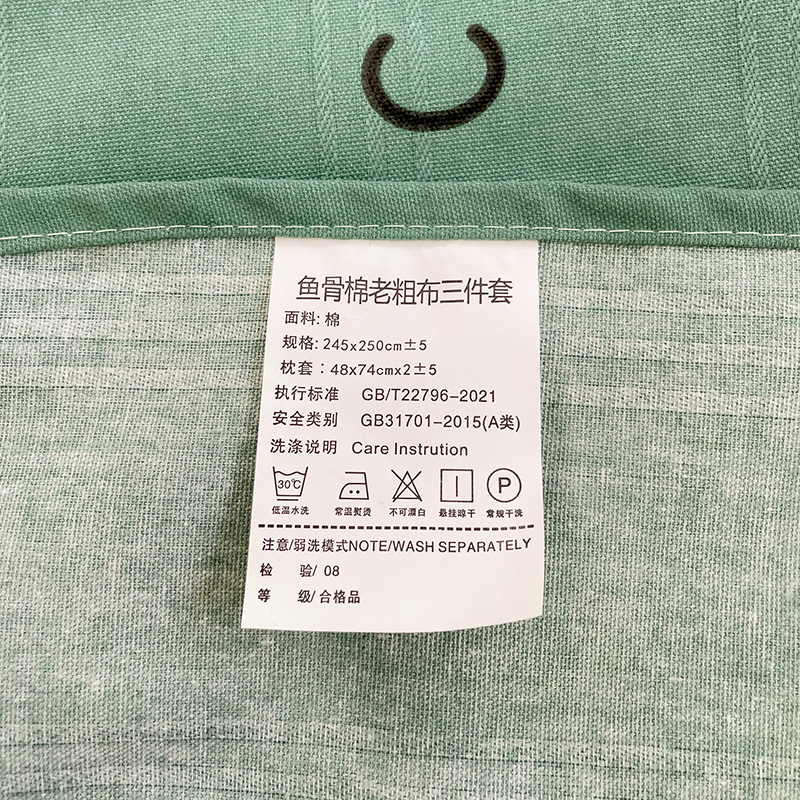 鱼骨棉老粗布三件套
面料: 棉
规格: 245x250cm±5
枕套: 48x74cmx2±5
执行标准 GB/T22796-2021
安全类别 GB31701-2015(A类)
洗涤说明 Care Instrution
30℃ P
低温水洗 常温熨烫 不可漂白 悬挂晾干 常规干洗
注意/弱洗模式NOTE/WASH SEPARATELY
检 验/ 08
等 级/合格品